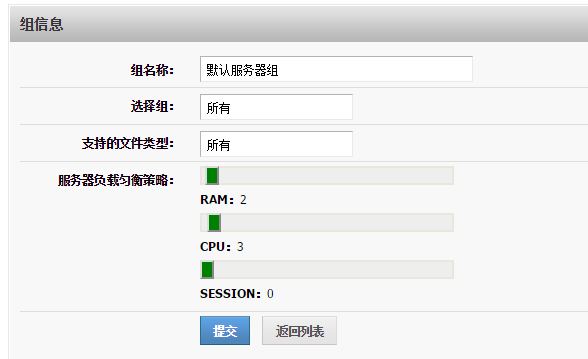 组信息
组名称： 默认服务器组
选择组： 所有
支持的文件类型： 所有
服务器负载匀衡策略：
RAM：2
CPU：3
SESSION：0
提交 返回列表